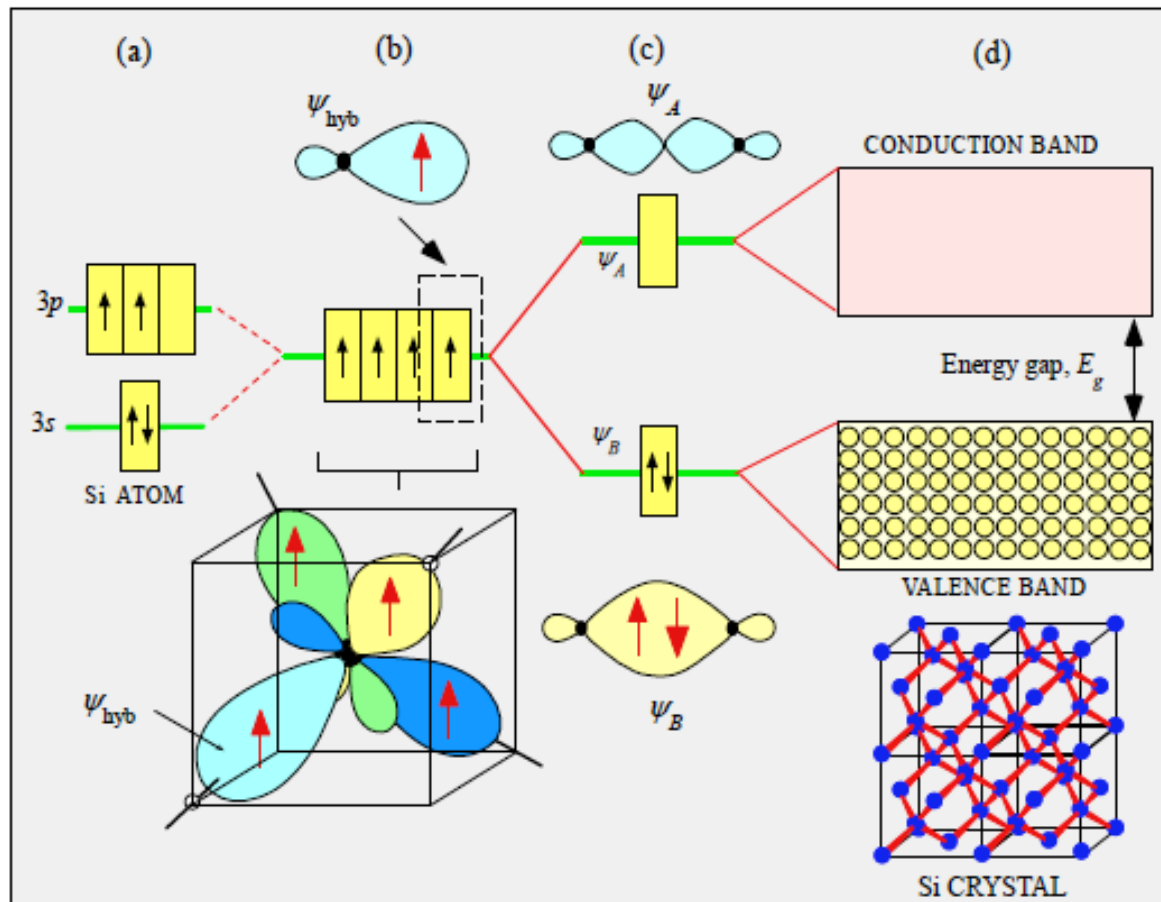 (a)
(b)
(c)
(d)
ψhyb
ψA
CONDUCTION BAND
ψA
3p
Energy gap, Eg
3s
ψB
Si ATOM
VALENCE BAND
ψhyb
ψB
Si CRYSTAL